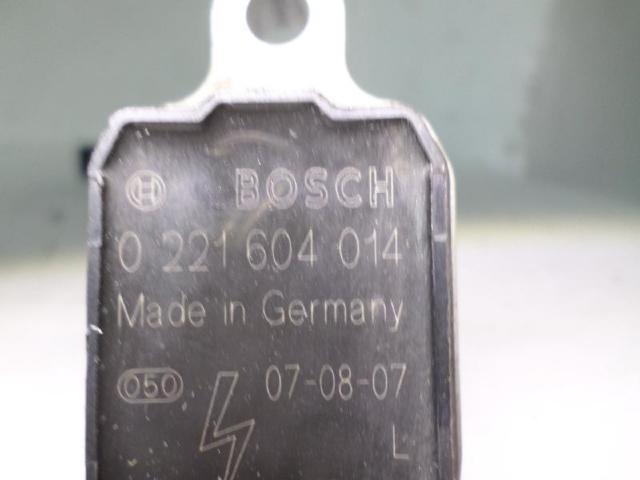 BOSCH
0 221 604 014
Made in Germany
050 07-08-07
L